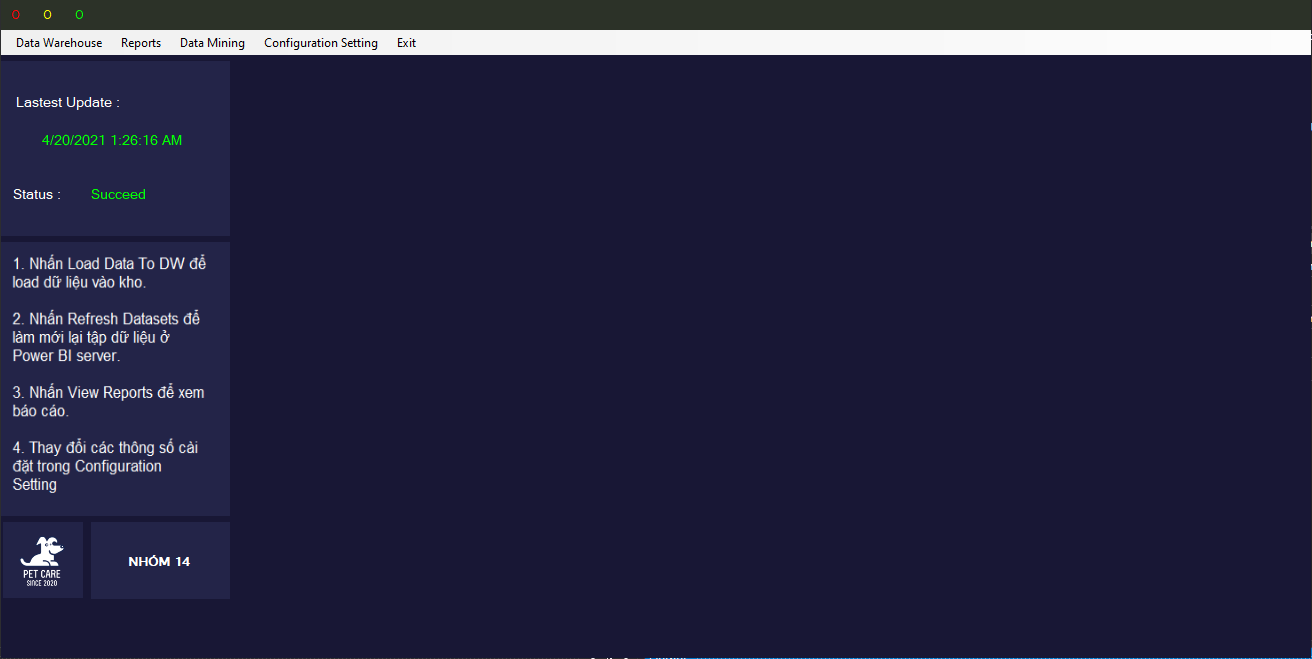 Data Warehouse Reports Data Mining Configuration Setting Exit
Lastest Update :
4/20/2021 1:26:16 AM
Status : Succeed
1. Nhấn Load Data To DW để
load dữ liệu vào kho.
2. Nhấn Refresh Datasets để
làm mới lại tập dữ liệu ở
Power BI server.
3. Nhấn View Reports để xem
báo cáo.
4. Thay đổi các thông số cài
đặt trong Configuration
Setting
PET CARE
SINCE 2020
NHÓM 14